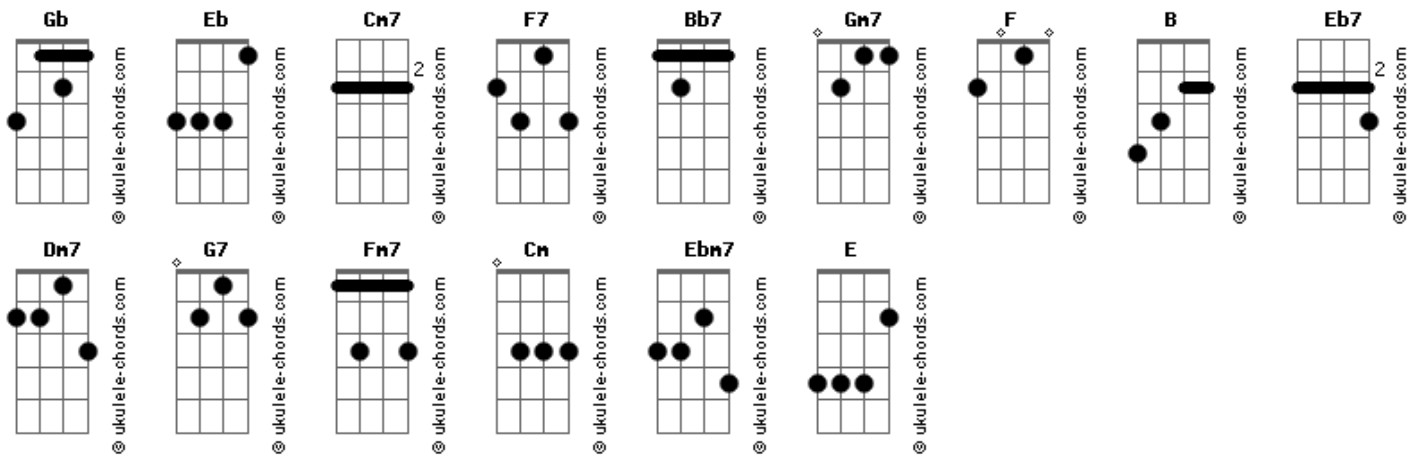 Gb Eb Cm7 F7 Bb7 Gm7 F B Eb7
2 2
© ukulele-chords.com © ukulele-chords.com © ukulele-chords.com © ukulele-chords.com © ukulele-chords.com © ukulele-chords.com © ukulele-chords.com © ukulele-chords.com © ukulele-chords.com
Dm7 G7 Fm7 Cm Ebm7 E
© ukulele-chords.com © ukulele-chords.com © ukulele-chords.com © ukulele-chords.com © ukulele-chords.com © ukulele-chords.com